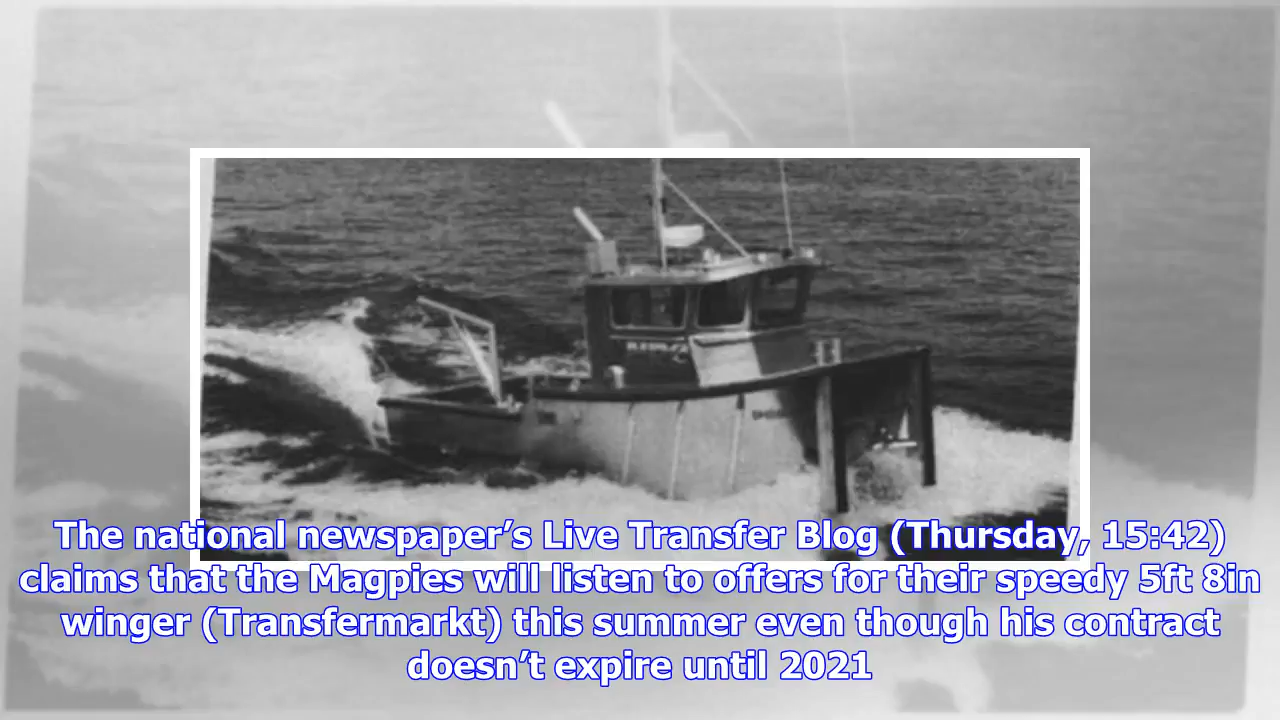 The national newspaper’s Live Transfer Blog (Thursday, 15:42)
claims that the Magpies will listen to offers for their speedy 5ft 8in
winger (Transfermarkt) this summer even though his contract
doesn’t expire until 2021